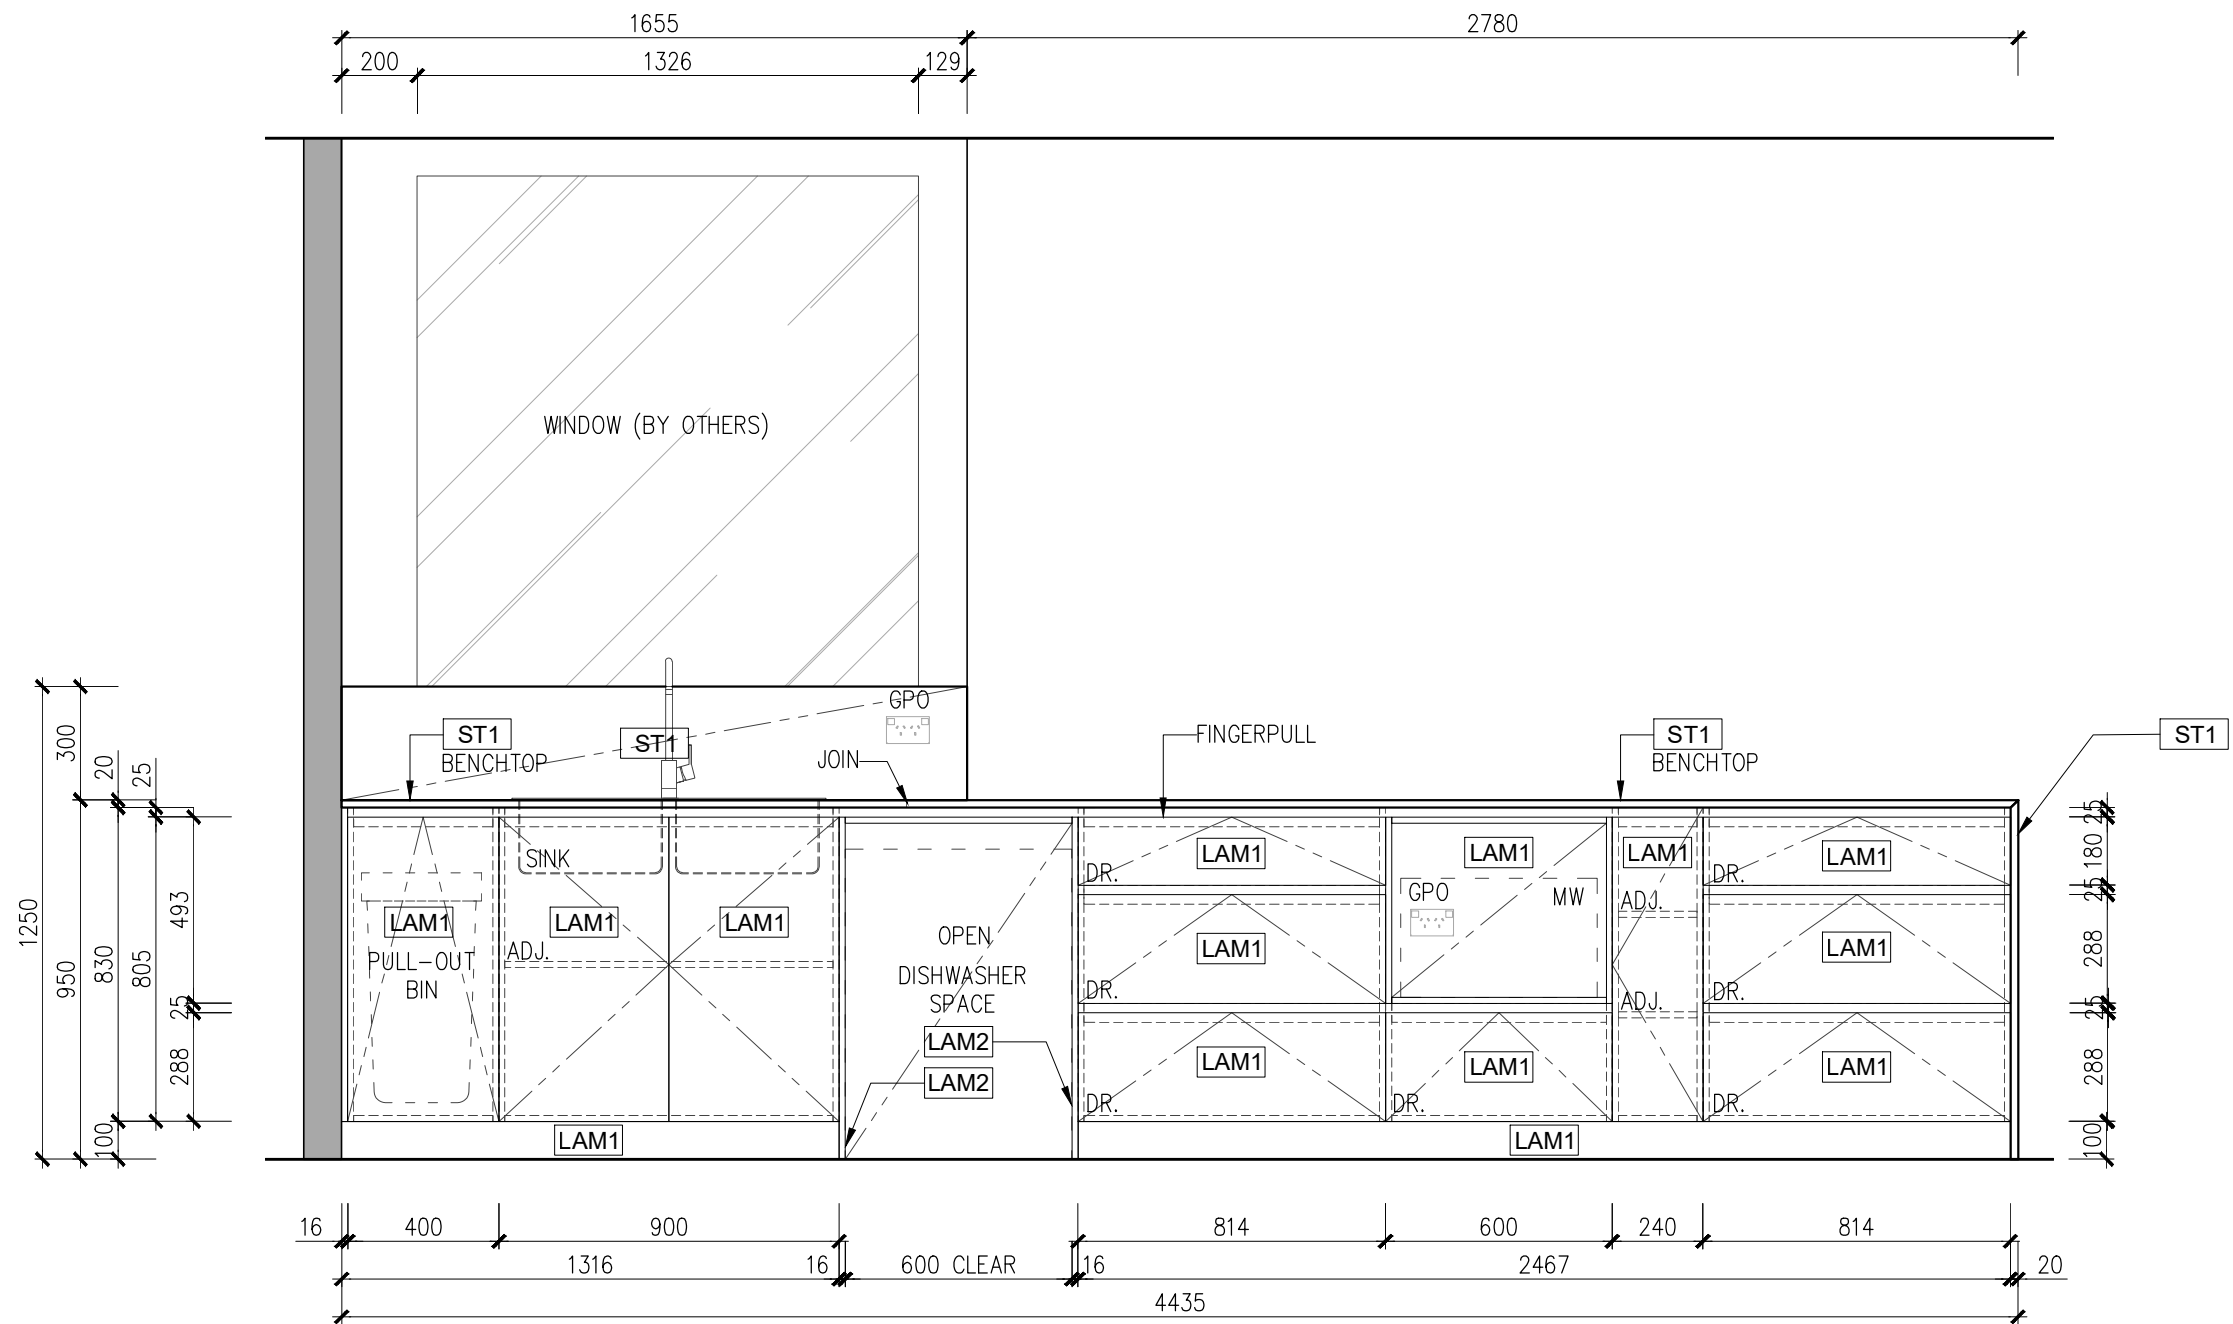 1655
2780
200
1326
129
WINDOW (BY OTHERS)
GPO
ST1
BENCHTOP
ST1
JOIN
FINGERPULL
ST1
BENCHTOP
ST1
1250
300
950
20
830
100
25
805
493
25
288
SINK
LAM1
PULL-OUT
BIN
LAM1
LAM1
ADJ.
OPEN
DISHWASHER
SPACE
LAM2
LAM2
LAM1
DR.
LAM1
DR.
LAM1
DR.
LAM1
GPO
MW
LAM1
DR.
LAM1
ADJ.
ADJ.
LAM1
DR.
LAM1
DR.
LAM1
DR.
LAM1
LAM1
25
180
25
288
25
288
100
16
400
900
814
600
240
814
1316
16
600 CLEAR
16
2467
20
4435